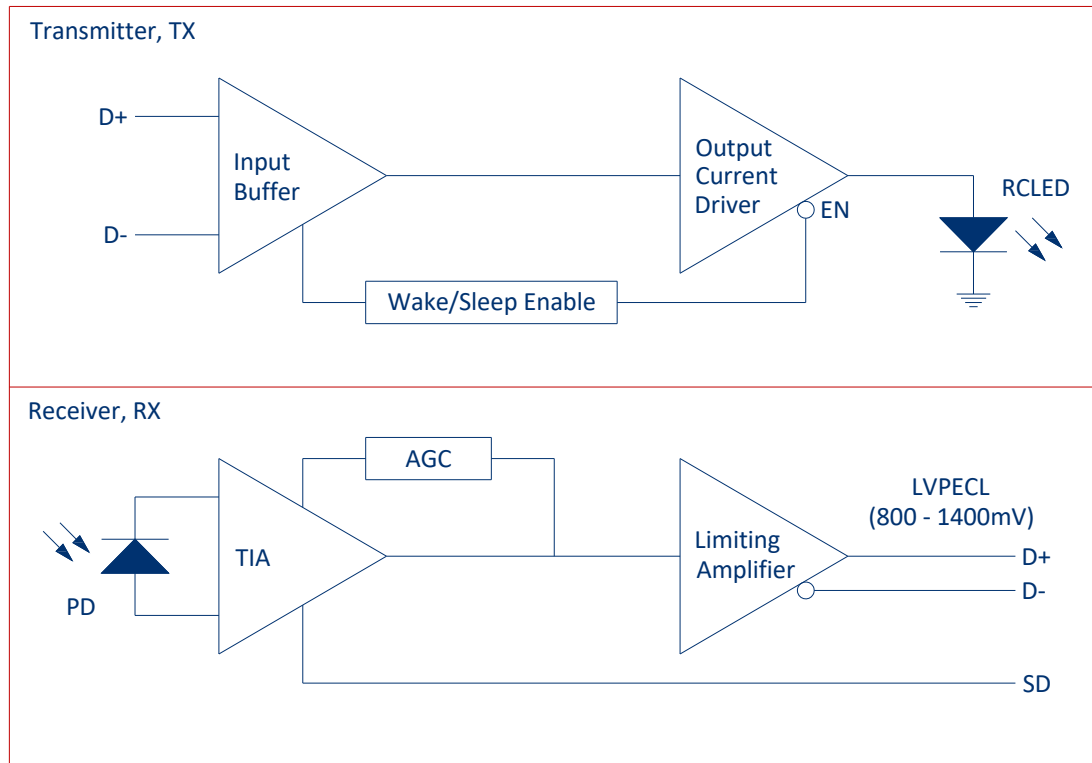 Transmitter, TX
D+
D-
Input
Buffer
Output
Current
Driver
EN
RCLED
Wake/Sleep Enable
Receiver, RX
AGC
PD
TIA
Limiting
Amplifier
LVPECL
(800 - 1400mV)
D+
D-
SD